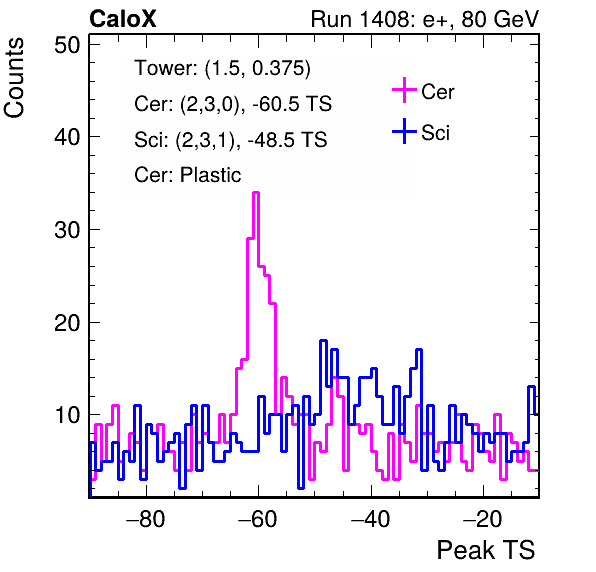 CaloX Run 1408: e+, 80 GeV
Counts
50
40
30
20
10
Tower: (1.5, 0.375)
Cer: (2,3,0), -60.5 TS
Sci: (2,3,1), -48.5 TS
Cer: Plastic
Cer
Sci
−80 −60 −40 −20
Peak TS